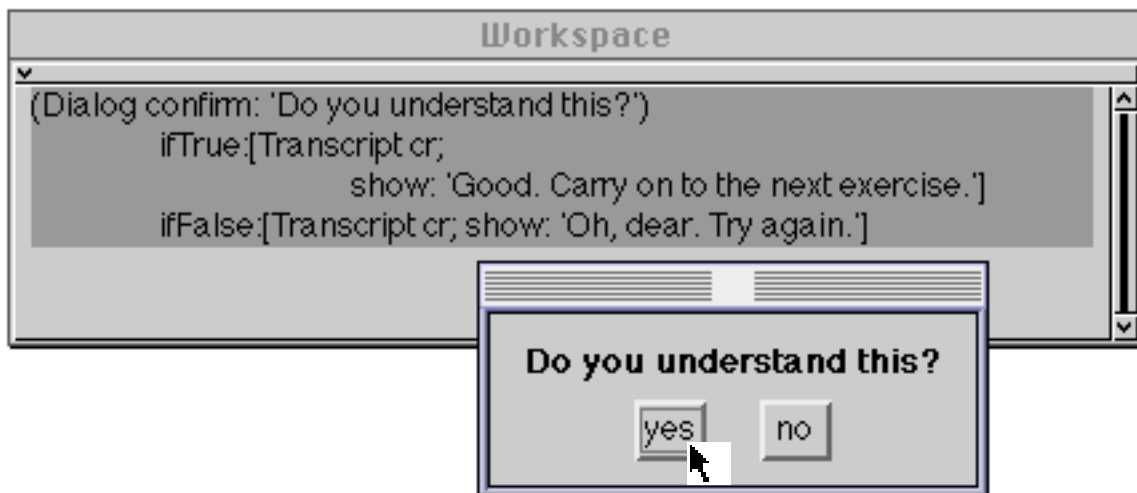 Workspace
(Dialog confirm: 'Do you understand this?')
ifTrue:[Transcript cr;
show: 'Good. Carry on to the next exercise.']
ifFalse:[Transcript cr; show: 'Oh, dear. Try again.']
Do you understand this?
yes no